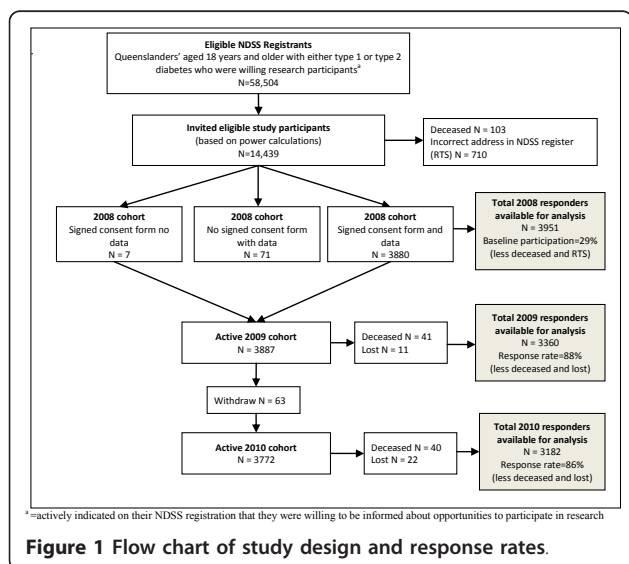 Eligible NDSS Registrants
Queenslanders' aged 18 years and older with either type 1 or type 2
diabetes who were willing research participantsᵃ
N=58,504
Invited eligible study participants
(based on power calculations)
N=14,439
Deceased N = 103
Incorrect address in NDSS register
(RTS) N = 710
2008 cohort
Signed consent form no
data
N = 7
2008 cohort
No signed consent form
with data
N = 71
2008 cohort
Signed consent form and
data
N = 3880
Total 2008 responders
available for analysis
N = 3951
Baseline participation=29%
(less deceased and RTS)
Active 2009 cohort
N = 3887
Deceased N = 41
Lost N = 11
Total 2009 responders
available for analysis
N = 3360
Response rate=88%
(less deceased and lost)
Withdraw N = 63
Active 2010 cohort
N = 3772
Deceased N = 40
Lost N = 22
Total 2010 responders
available for analysis
N = 3182
Response rate=86%
(less deceased and lost)
ᵃ=actively indicated on their NDSS registration that they were willing to be informed about opportunities to participate in research
Figure 1 Flow chart of study design and response rates.